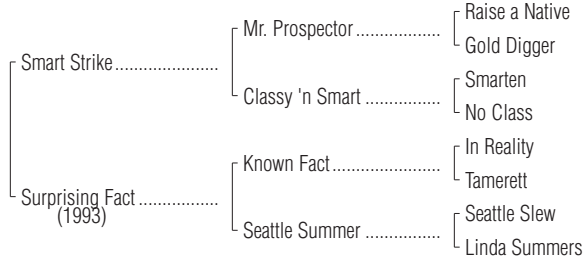 Raise a Native
Mr. Prospector ..................
Gold Digger
Smart Strike ......................
Smarten
Classy 'n Smart ................
No Class
In Reality
Known Fact.......................
Tamerett
Surprising Fact .................
(1993)
Seattle Slew
Seattle Summer ................
Linda Summers